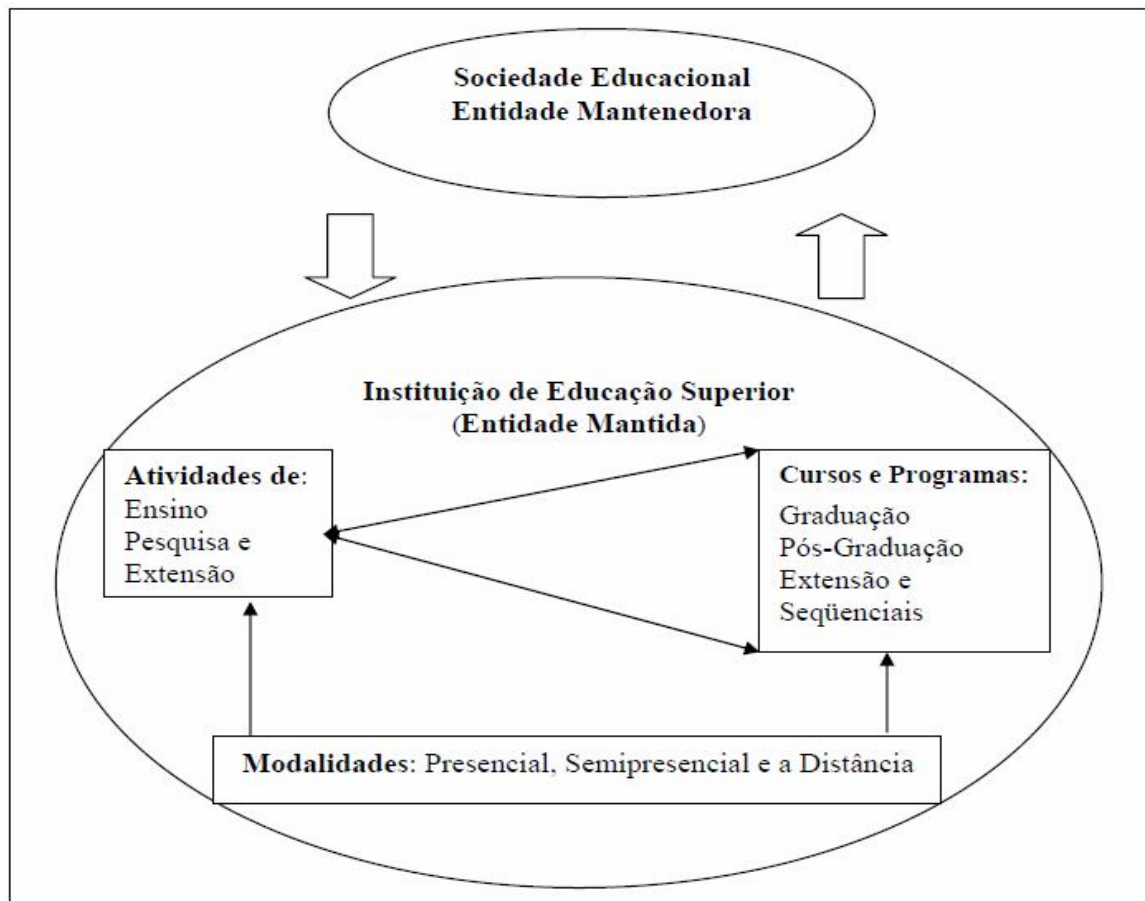 Sociedade Educacional
Entidade Mantenedora
Instituição de Educação Superior
(Entidade Mantida)
Atividades de:
Ensino
Pesquisa e
Extensão
Cursos e Programas:
Graduação
Pós-Graduação
Extensão e
Seqüenciais
Modalidades: Presencial, Semipresencial e a Distância